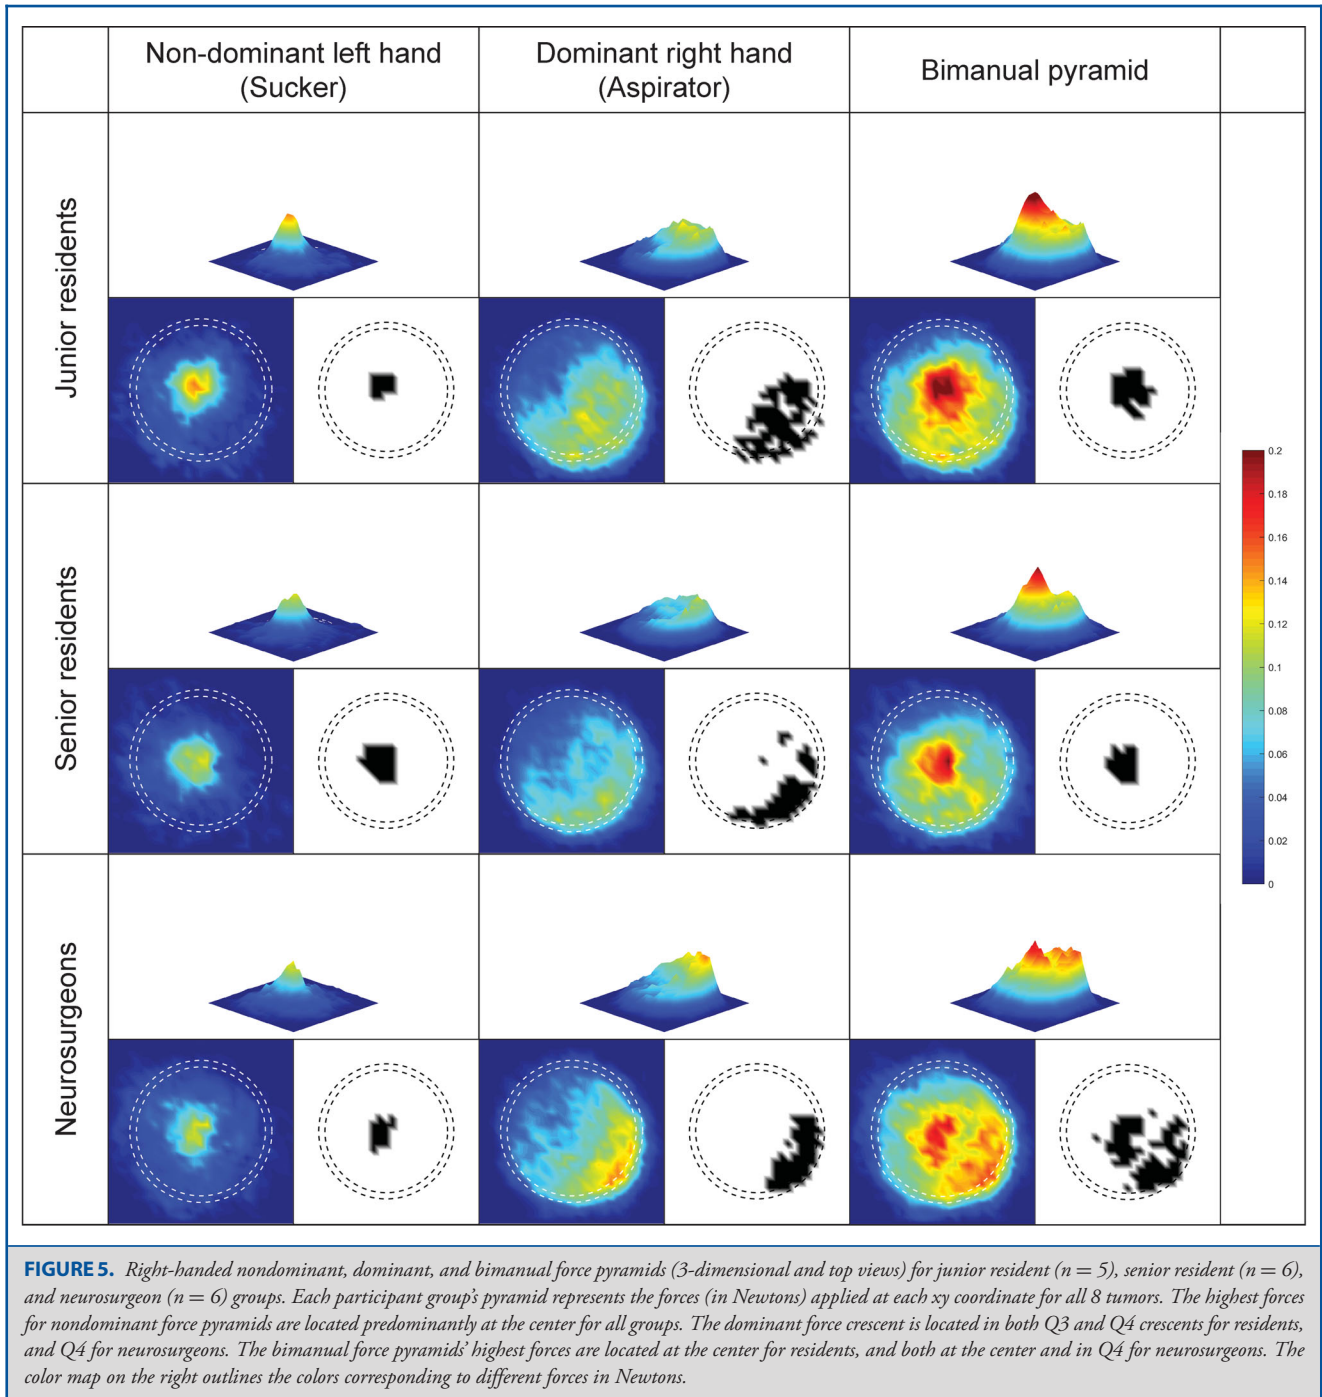 Non-dominant left hand
(Sucker)
Dominant right hand
(Aspirator)
Bimanual pyramid
Junior residents
Senior residents
Neurosurgeons
0.2
0.18
0.16
0.14
0.12
0.1
0.08
0.06
0.04
0.02
0
FIGURE 5. Right-handed nondominant, dominant, and bimanual force pyramids (3-dimensional and top views) for junior resident (n = 5), senior resident (n = 6),
and neurosurgeon (n = 6) groups. Each participant group's pyramid represents the forces (in Newtons) applied at each xy coordinate for all 8 tumors. The highest forces
for nondominant force pyramids are located predominantly at the center for all groups. The dominant force crescent is located in both Q3 and Q4 crescents for residents,
and Q4 for neurosurgeons. The bimanual force pyramids' highest forces are located at the center for residents, and both at the center and in Q4 for neurosurgeons. The
color map on the right outlines the colors corresponding to different forces in Newtons.